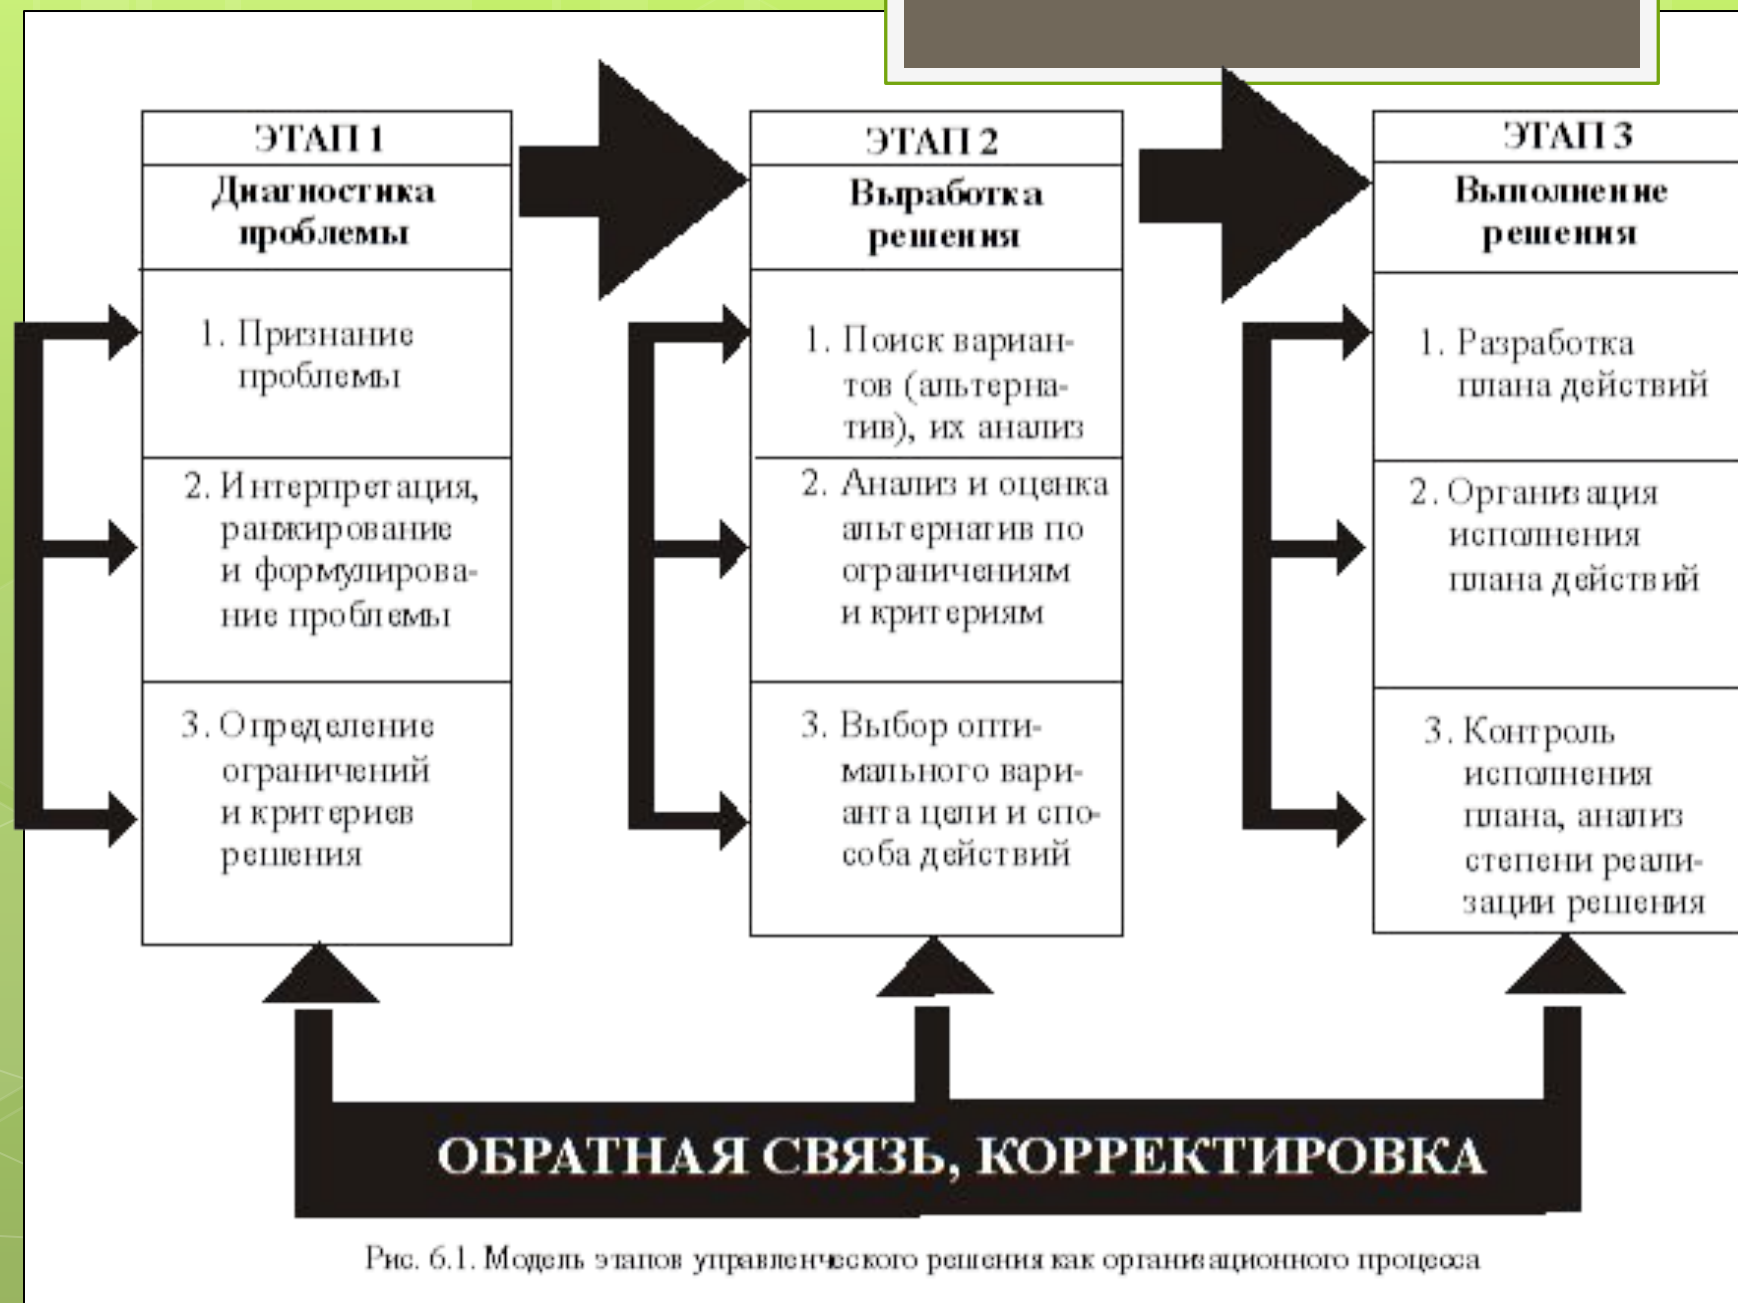 ЭТАП 1
Диагностика
проблемы
1. Признание
проблемы
2. Интерпретация,
ранжирование
и формулирова-
ние проблемы
3. Определение
ограничений
и критериев
решения
ЭТАП 2
Выработка
решения
1. Поиск вариан-
тов (альтерна-
тив), их анализ
2. Анализ и оценка
альтернатив по
ограничениям
и критериям
3. Выбор опти-
мального вари-
анта цели и спо-
соба действий
ЭТАП 3
Выполнение
решения
1. Разработка
плана действий
2. Организация
исполнения
плана действий
3. Контроль
исполнения
плана, анализ
степени реали-
зации решения
ОБРАТНАЯ СВЯЗЬ, КОРРЕКТИРОВКА
Рис. 6.1. Модель этапов управленческого решения как организационного процесса